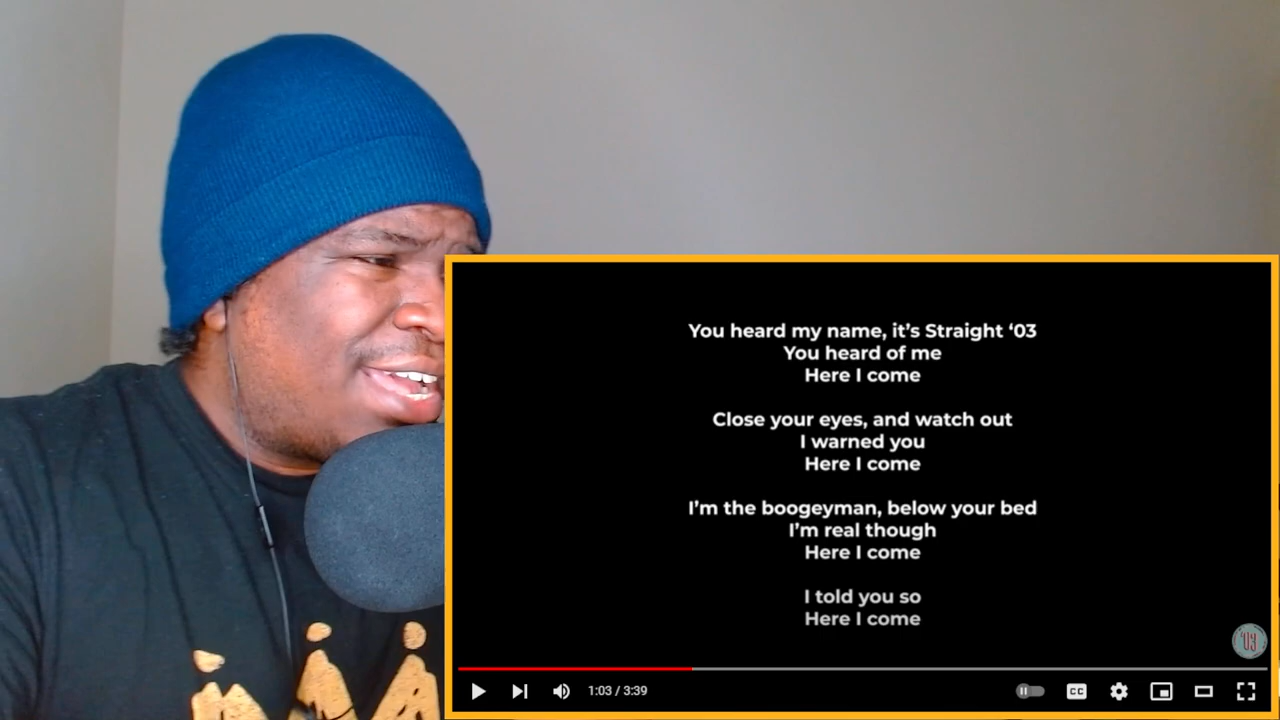 You heard my name, it's Straight ‘03
You heard of me
Here I come
Close your eyes, and watch out
I warned you
Here I come
I'm the boogeyman, below your bed
I'm real though
Here I come
I told you so
Here I come
‘03
1:03 / 3:39
CC